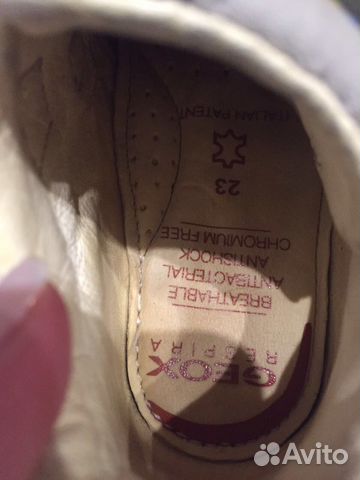 GEOX
RESPIRA
BREATHABLE
ANTIBACTERIAL
ANTISHOCK
CHROMIUM FREE
23
ITALIAN PATENT
Avito